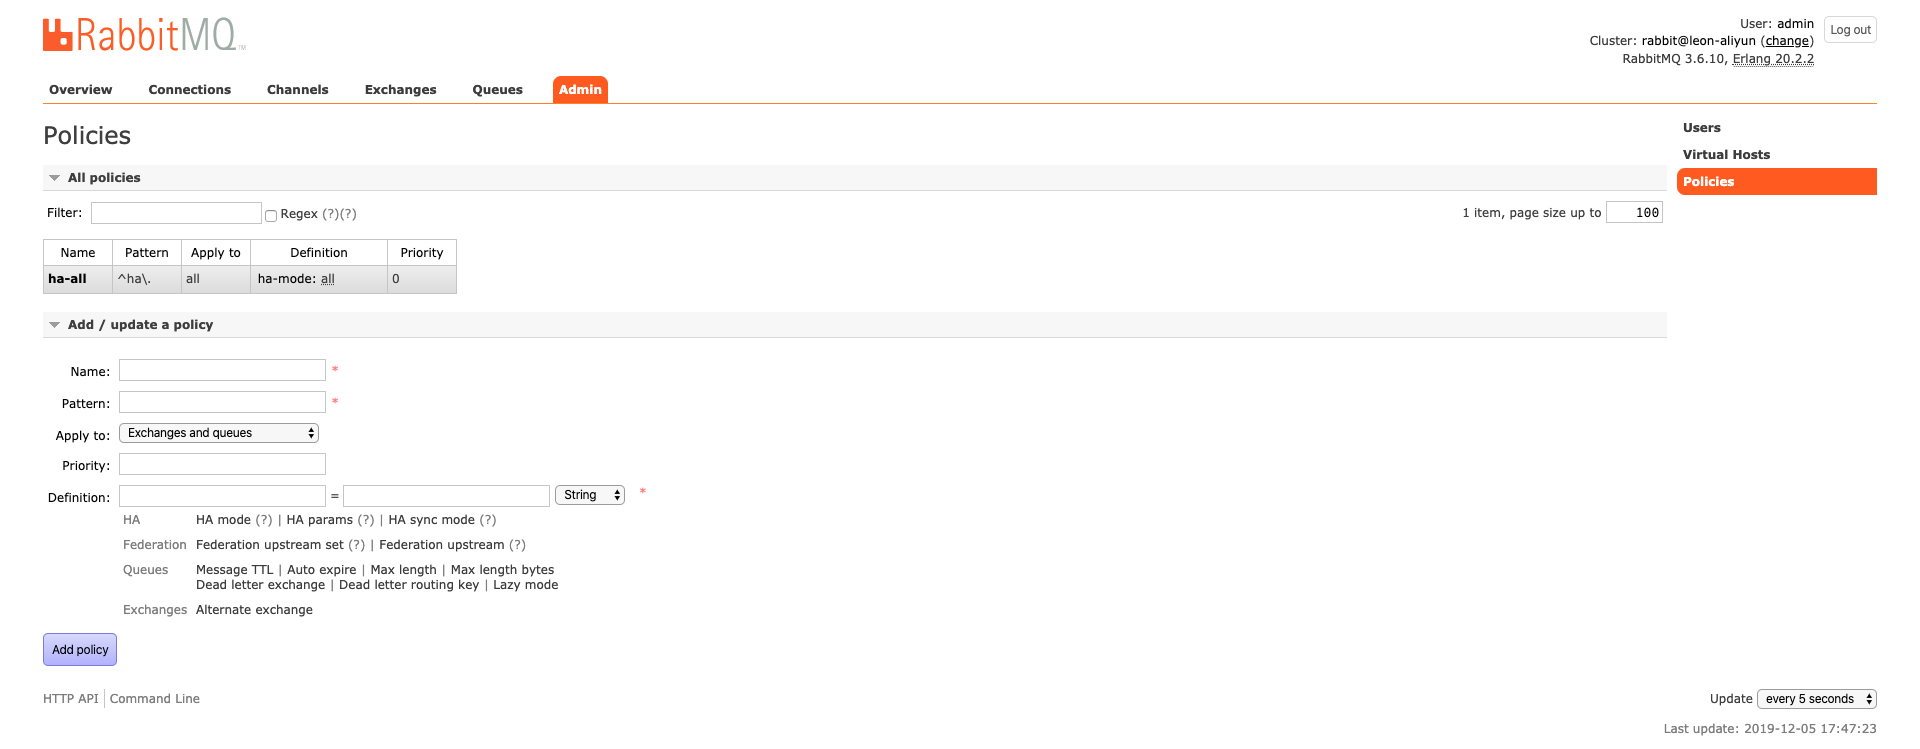 RabbitMQ™
User: admin
Cluster: rabbit@leon-aliyun (change)
RabbitMQ 3.6.10, Erlang 20.2.2
Log out
Overview Connections Channels Exchanges Queues Admin
Policies
Users
Virtual Hosts
Policies
All policies
Filter: Regex (?)(?) 1 item, page size up to 100
Name Pattern Apply to Definition Priority
ha-all ^ha\. all ha-mode: all 0
Add / update a policy
Name: *
Pattern: *
Apply to: Exchanges and queues
Priority:
Definition: = String *
HA HA mode (?) | HA params (?) | HA sync mode (?)
Federation Federation upstream set (?) | Federation upstream (?)
Queues Message TTL | Auto expire | Max length | Max length bytes
Dead letter exchange | Dead letter routing key | Lazy mode
Exchanges Alternate exchange
Add policy
HTTP API Command Line Update every 5 seconds
Last update: 2019-12-05 17:47:23